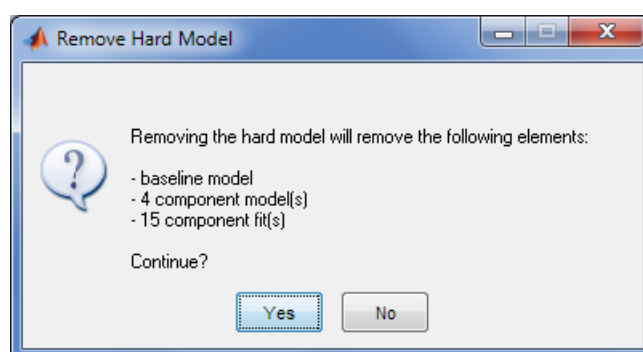 Remove Hard Model
Removing the hard model will remove the following elements:
- baseline model
- 4 component model(s)
- 15 component fit(s)
Continue?
Yes
No